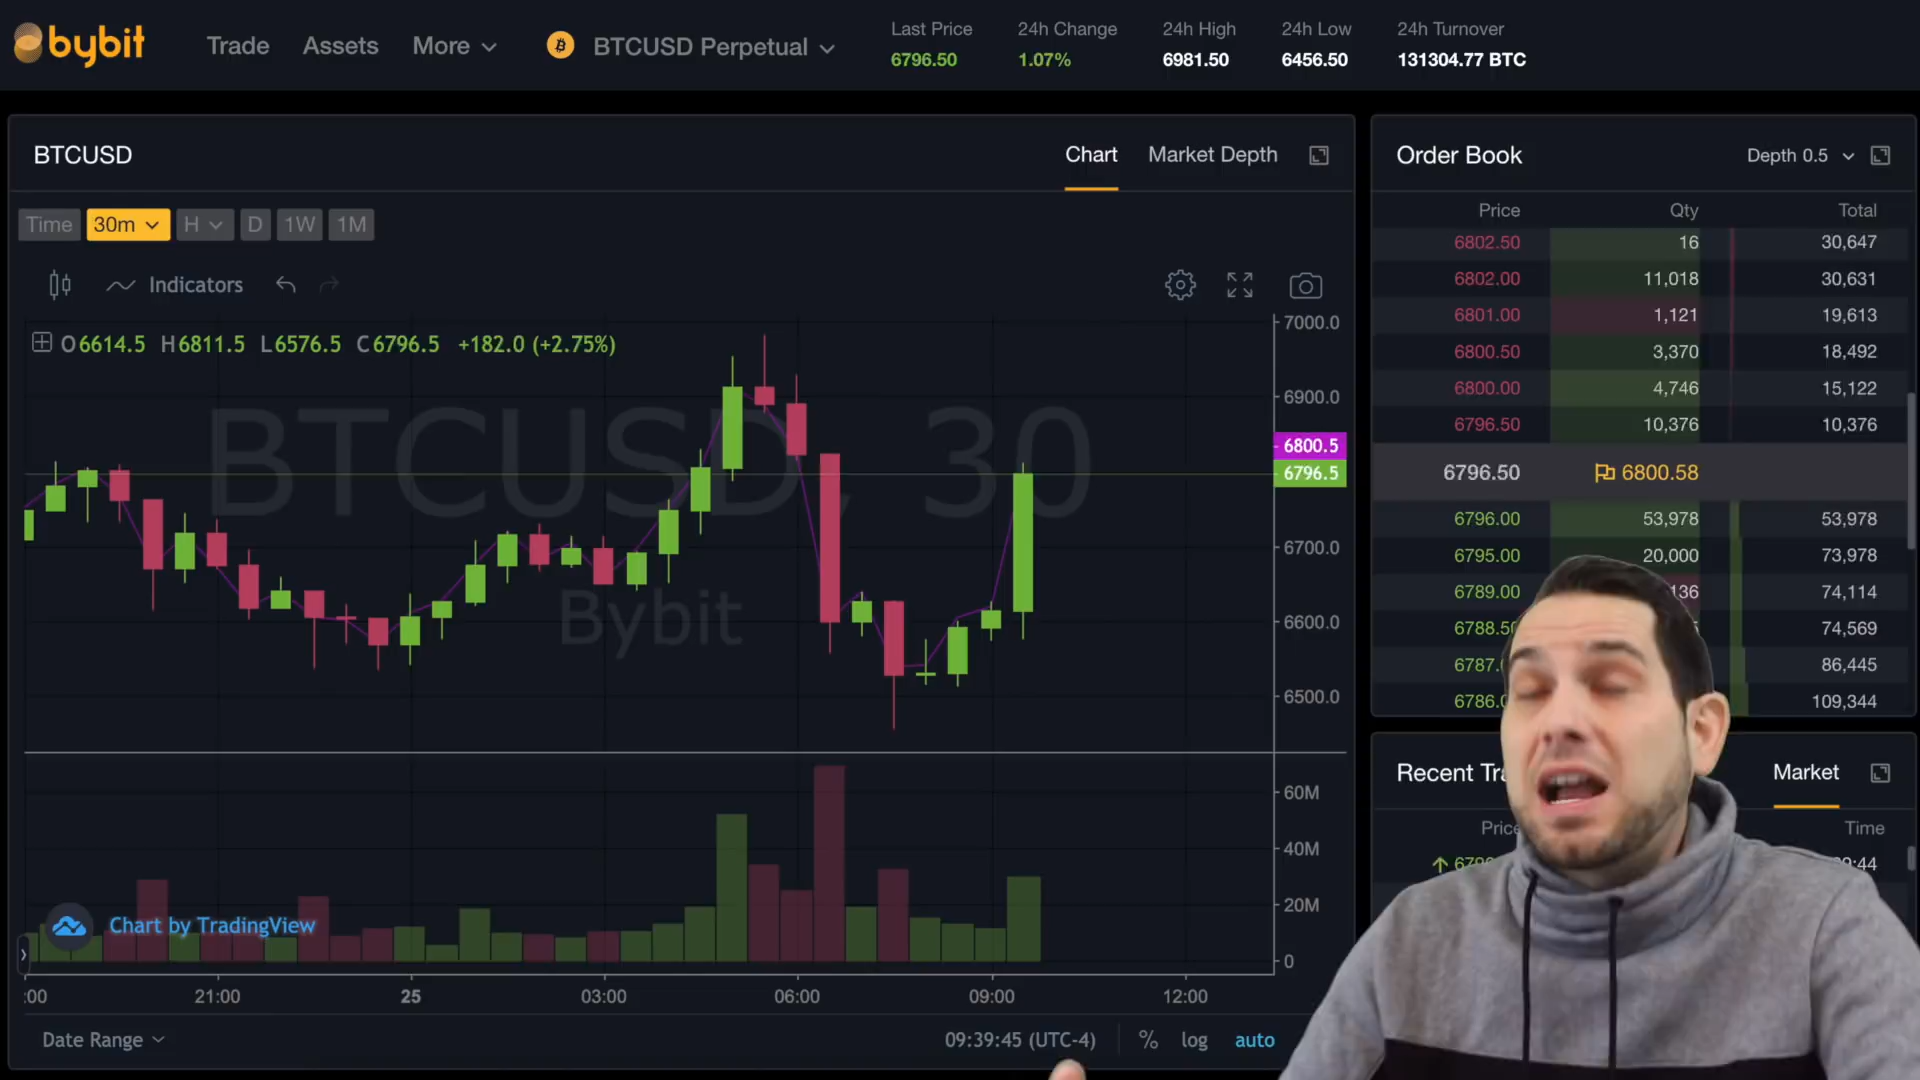 bybit
Trade Assets More BTCUSD Perpetual
Last Price 24h Change 24h High 24h Low 24h Turnover
6796.50 1.07% 6981.50 6456.50 131304.77 BTC
BTCUSD Chart Market Depth
Time 30m H D 1W 1M
Indicators
O6614.5 H6811.5 L6576.5 C6796.5 +182.0 (+2.75%)
BTCUSD, 30
Bybit
7000.0
6900.0
6800.5
6796.5
6700.0
6600.0
6500.0
60M
40M
20M
0
Chart by TradingView
:00 21:00 25 03:00 06:00 09:00 12:00
Date Range 09:39:45 (UTC-4) % log auto
Order Book Depth 0.5
Price Qty Total
6802.50 16 30,647
6802.00 11,018 30,631
6801.00 1,121 19,613
6800.50 3,370 18,492
6800.00 4,746 15,122
6796.50 10,376 10,376
6796.50 6800.58
6796.00 53,978 53,978
6795.00 20,000 73,978
6789.00 136 74,114
6788.5 74,569
6787. 86,445
6786. 109,344
Recent Market
Price Time
:44